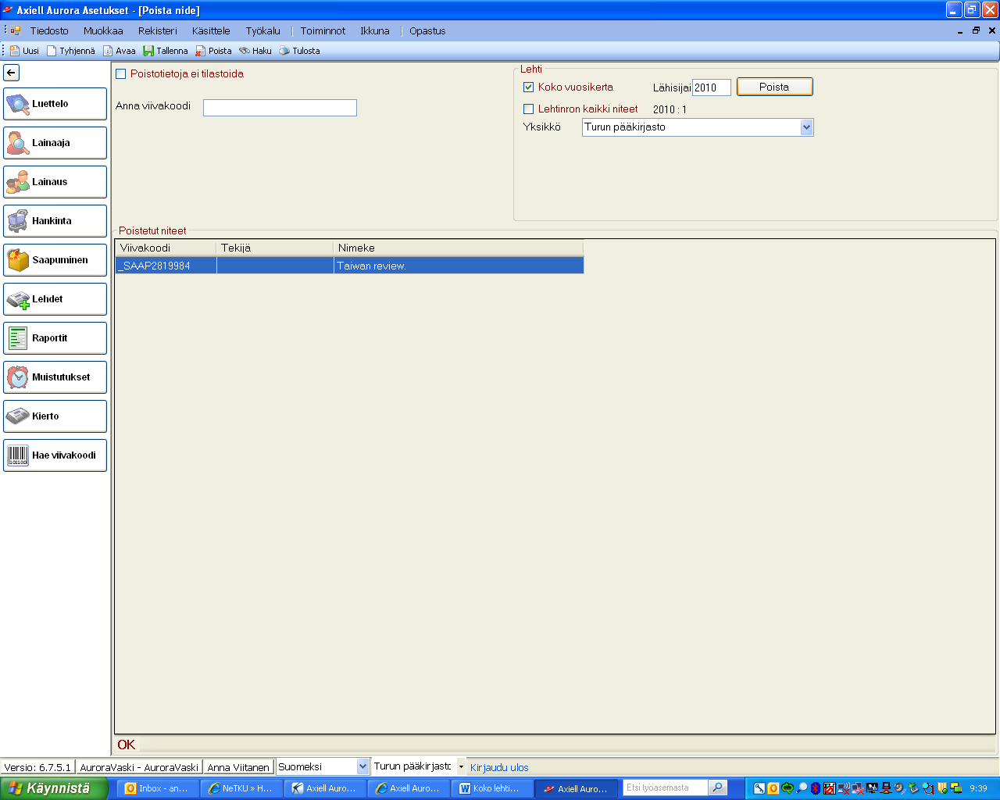 Axiell Aurora Asetukset - [Poista nide]
Tiedosto Muokkaa Rekisteri Käsittele Työkalu Toiminnot Ikkuna Opastus
Uusi Tyhjennä Avaa Tallenna Poista Haku Tulosta
Luettelo
Lainaaja
Lainaus
Hankinta
Saapuminen
Lehdet
Raportit
Muistutukset
Kierto
Hae viivakoodi
Poistotietoja ei tilastoida
Anna viivakoodi
Lehti
Koko vuosikerta Lähisijai 2010 Poista
Lehtinron kaikki niteet 2010 : 1
Yksikkö Turun pääkirjasto
Poistetut niteet
Viivakoodi Tekijä Nimeke
_SAAP2819984 Taiwan review.
OK
Versio: 6.7.5.1 AuroraVaski - AuroraVaski Anna Viitanen Suomeksi Turun pääkirjastc Kirjaudu ulos
Käynnistä Inbox - an... NeTKU » H... Axiell Auro... Axiell Auro... Koko lehti... Axiell Auro... Etsi työasemasta 9:39